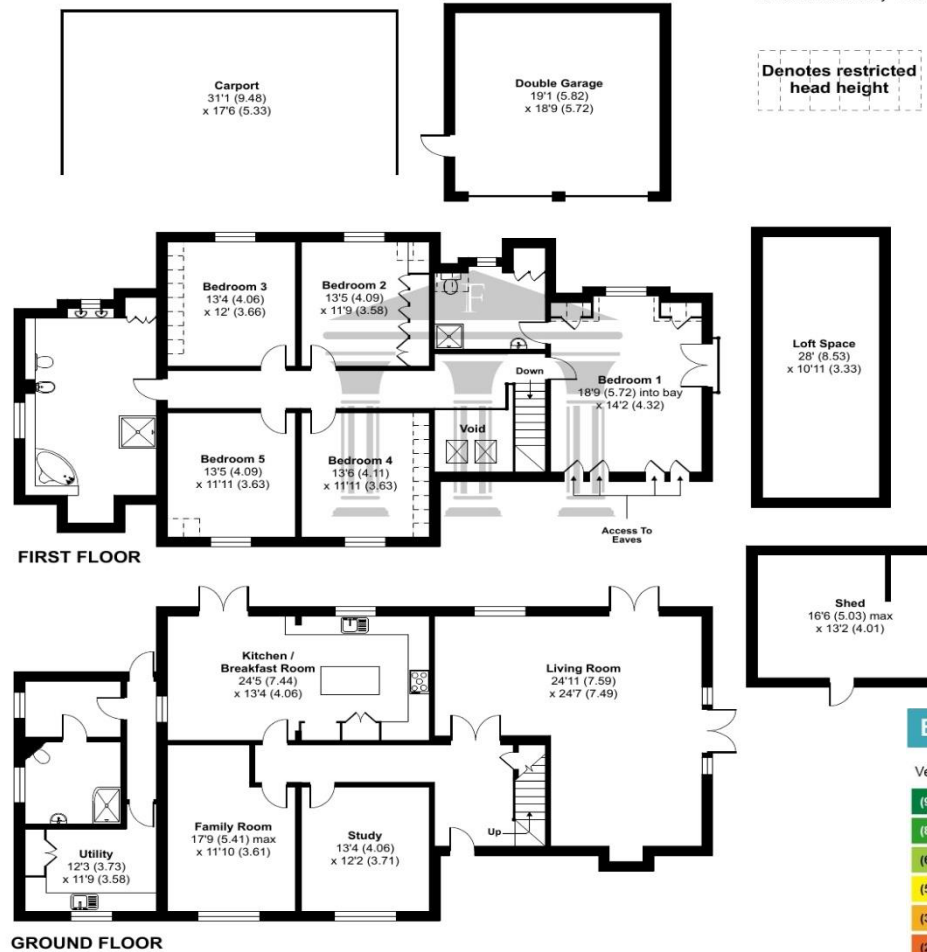 Carport
31'1 (9.48)
x 17'6 (5.33)
Double Garage
19'1 (5.82)
x 18'9 (5.72)
Denotes restricted
head height
Bedroom 3
13'4 (4.06)
x 12' (3.66)
Bedroom 2
13'5 (4.09)
x 11'9 (3.58)
F
Down
Bedroom 1
18'9 (5.72) into bay
x 14'2 (4.32)
Loft Space
28' (8.53)
x 10'11 (3.33)
Bedroom 5
13'5 (4.09)
x 11'11 (3.63)
Bedroom 4
13'6 (4.11)
x 11'11 (3.63)
Void
Access To
Eaves
FIRST FLOOR
Shed
16'6 (5.03) max
x 13'2 (4.01)
Kitchen /
Breakfast Room
24'5 (7.44)
x 13'4 (4.06)
Living Room
24'11 (7.59)
x 24'7 (7.49)
Family Room
17'9 (5.41) max
x 11'10 (3.61)
Study
13'4 (4.06)
x 12'2 (3.71)
Up
Utility
12'3 (3.73)
x 11'9 (3.58)
GROUND FLOOR